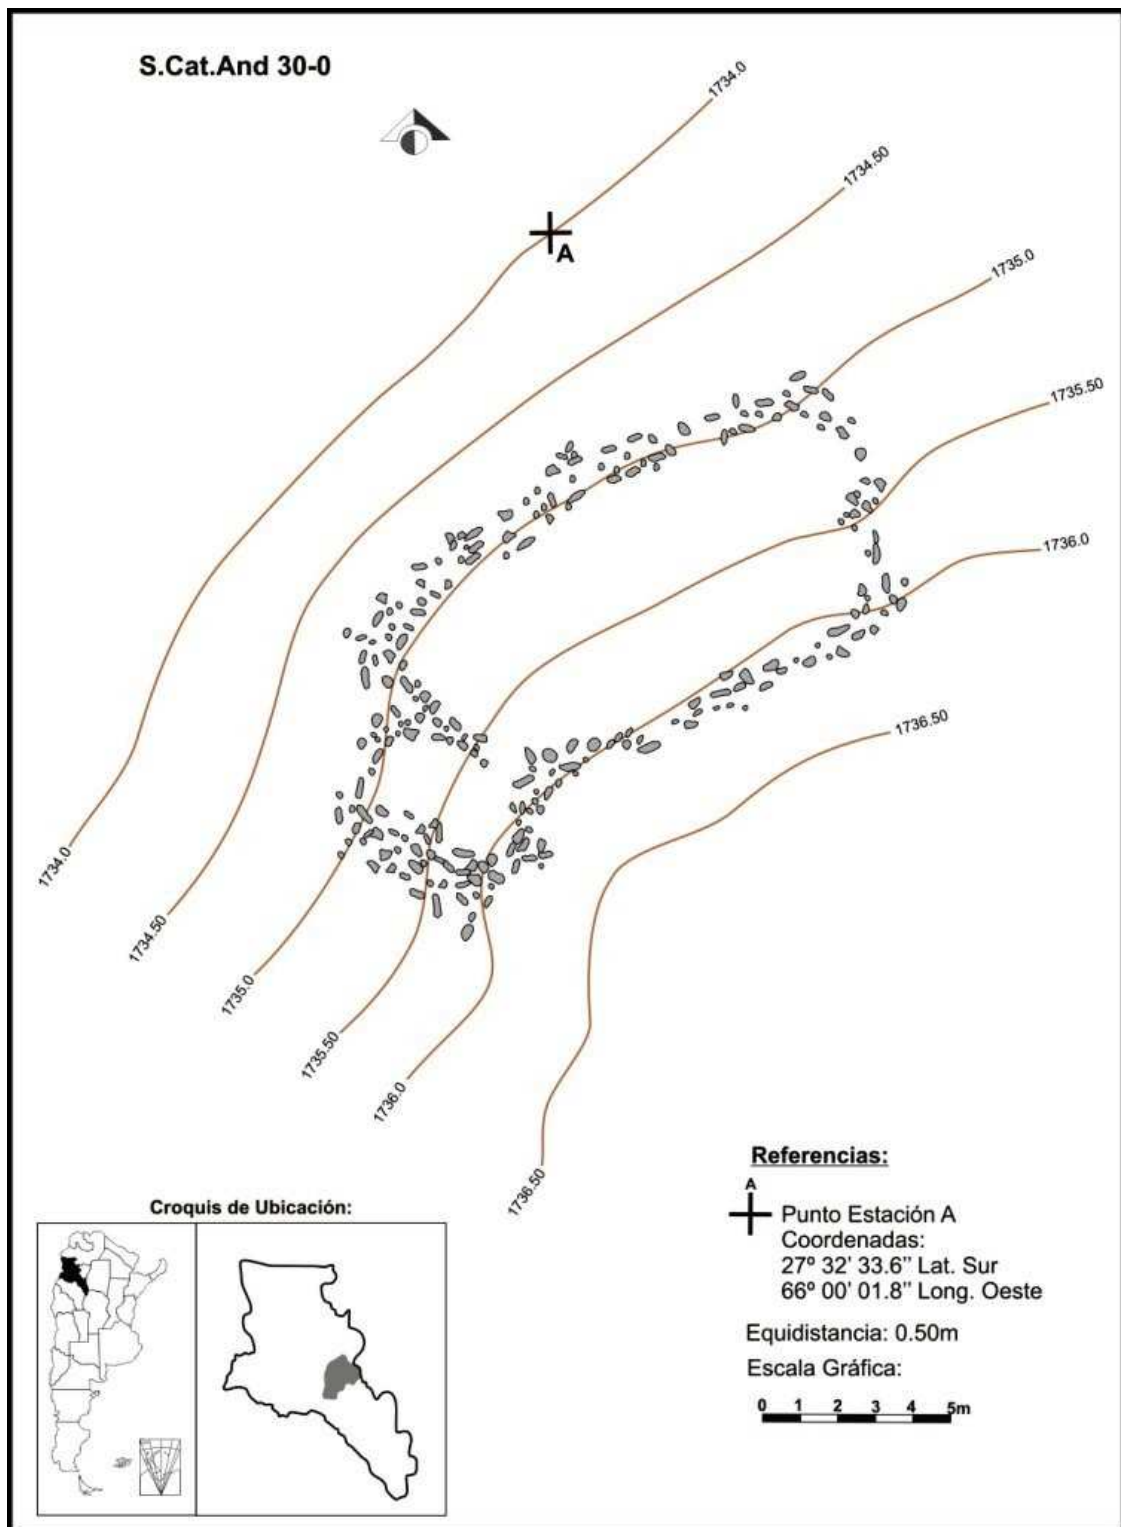 S.Cat.And 30-0
1734.0
1734.50
A
1735.0
1735.50
1736.0
1736.50
1734.0
1734.50
1735.0
1735.50
1736.0
1736.50
Referencias:
A
Punto Estación A
Coordenadas:
27º 32' 33.6’’ Lat. Sur
66º 00' 01.8’’ Long. Oeste
Equidistancia: 0.50m
Escala Gráfica:
0 1 2 3 4 5m
Croquis de Ubicación: